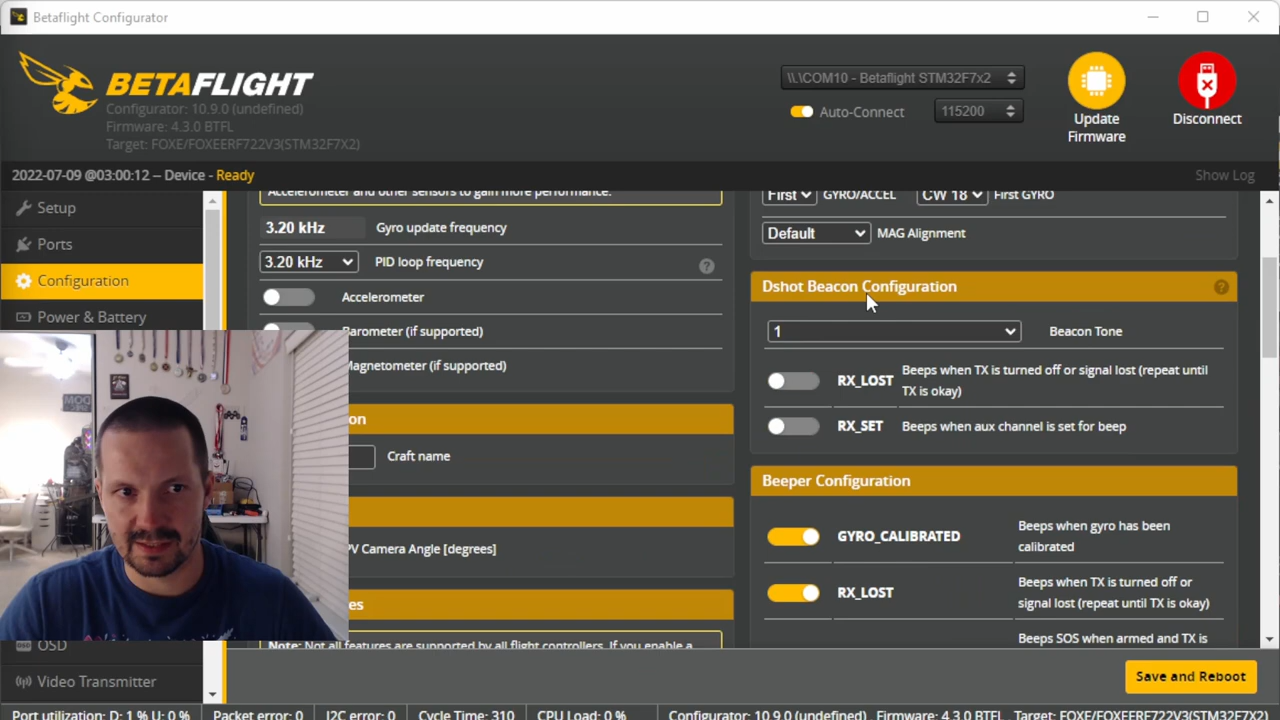 Betaflight Configurator
BETAFLIGHT
Configurator: 10.9.0 (undefined)
Firmware: 4.3.0 BTFL
Target: FOXE/FOXEERF722V3(STM32F7X2)
\\.\COM10 - Betaflight STM32F7x2
Auto-Connect
115200
Update
Firmware
Disconnect
2022-07-09 @03:00:12 -- Device - Ready
Show Log
Setup
Ports
Configuration
Power & Battery
OSD
Video Transmitter
Accelerometer and other sensors to gain more performance.
3.20 kHz Gyro update frequency
3.20 kHz PID loop frequency
Accelerometer
Barometer (if supported)
Magnetometer (if supported)
on
Craft name
PV Camera Angle [degrees]
es
Note: Not all features are supported by all flight controllers. If you enable a
First GYRO/ACCEL CW 18 First GYRO
Default MAG Alignment
Dshot Beacon Configuration
1 Beacon Tone
RX_LOST Beeps when TX is turned off or signal lost (repeat until
TX is okay)
RX_SET Beeps when aux channel is set for beep
Beeper Configuration
GYRO_CALIBRATED Beeps when gyro has been
calibrated
RX_LOST Beeps when TX is turned off or
signal lost (repeat until TX is okay)
Beeps SOS when armed and TX is
Save and Reboot
Port utilization: D: 1 % U: 0 % Packet error: 0 I2C error: 0 Cycle Time: 310 CPU Load: 0 % Configurator: 10.9.0 (undefined), Firmware: 4.3.0 BTFL, Target: FOXE/FOXEERF722V3(STM32F7X2)